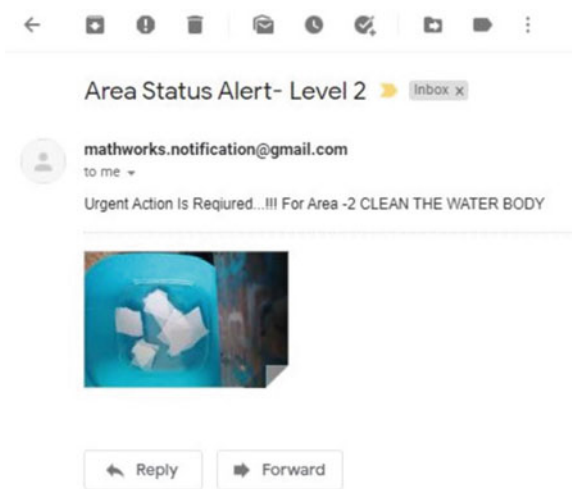 Area Status Alert- Level 2
Inbox x
mathworks.notification@gmail.com
to me
Urgent Action Is Reqiured...!!! For Area -2 CLEAN THE WATER BODY
Reply
Forward